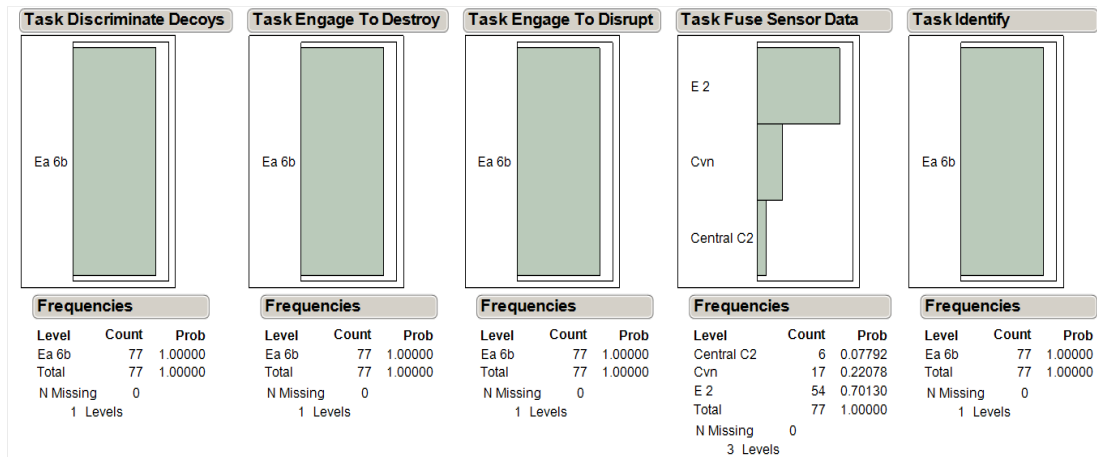 Task Discriminate Decoys
Ea 6b
Frequencies
Level Count Prob
Ea 6b 77 1.00000
Total 77 1.00000
N Missing 0
1 Levels
Task Engage To Destroy
Ea 6b
Frequencies
Level Count Prob
Ea 6b 77 1.00000
Total 77 1.00000
N Missing 0
1 Levels
Task Engage To Disrupt
Ea 6b
Frequencies
Level Count Prob
Ea 6b 77 1.00000
Total 77 1.00000
N Missing 0
1 Levels
Task Fuse Sensor Data
E 2
Cvn
Central C2
Frequencies
Level Count Prob
Central C2 6 0.07792
Cvn 17 0.22078
E 2 54 0.70130
Total 77 1.00000
N Missing 0
3 Levels
Task Identify
Ea 6b
Frequencies
Level Count Prob
Ea 6b 77 1.00000
Total 77 1.00000
N Missing 0
1 Levels